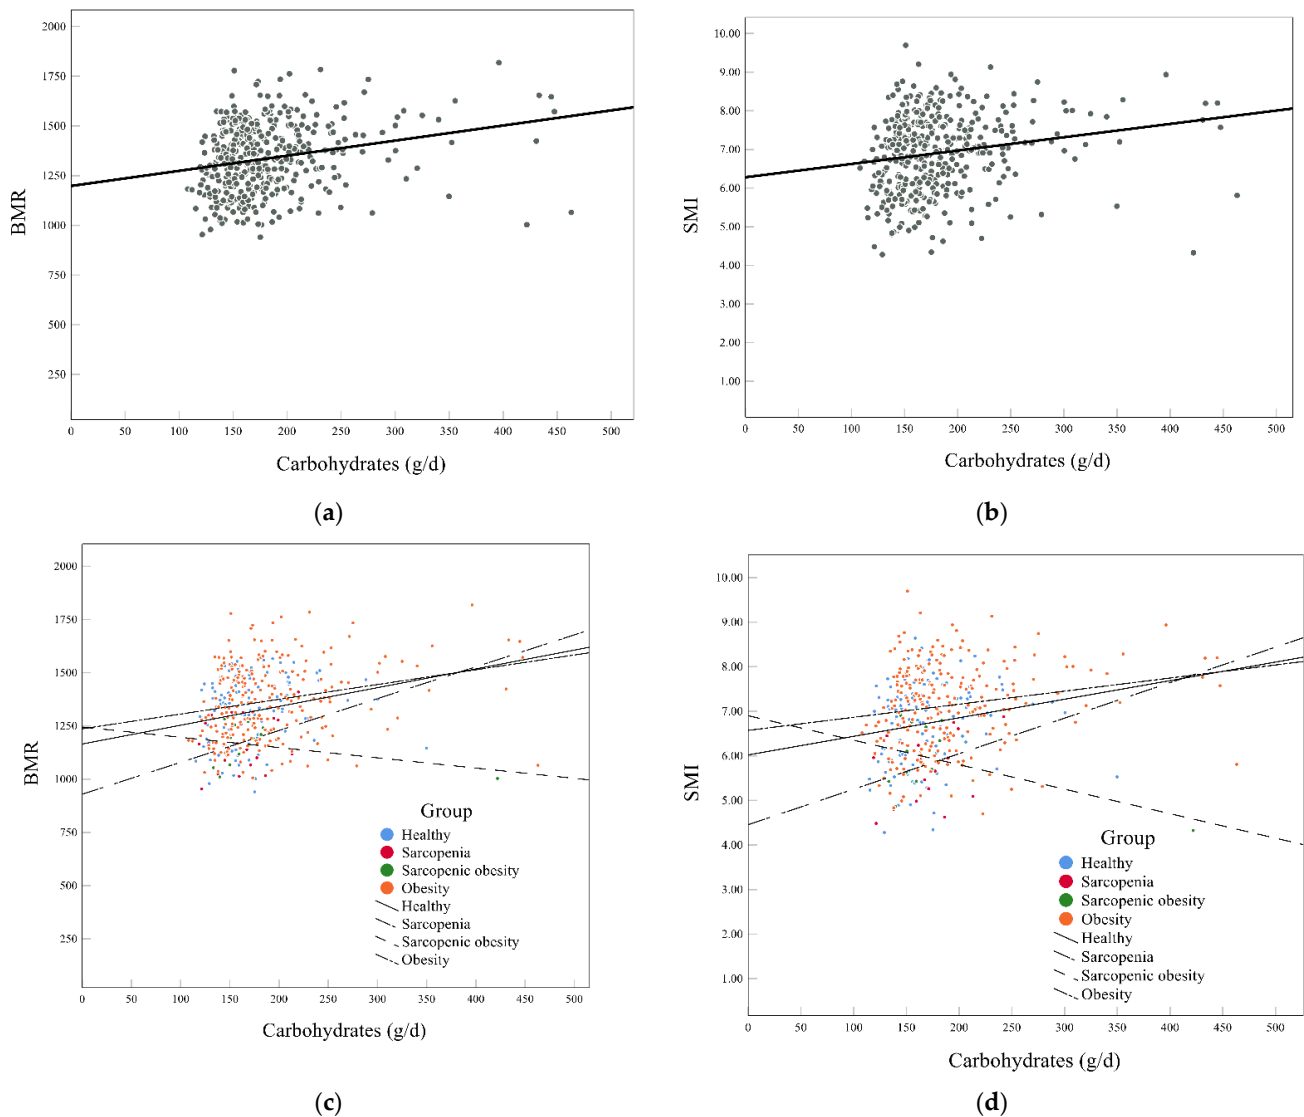 2000
1750
1500
1250
1000
750
500
250
BMR
0 50 100 150 200 250 300 350 400 450 500
Carbohydrates (g/d)
(a)
10.00
9.00
8.00
7.00
6.00
5.00
4.00
3.00
2.00
1.00
SMI
0 50 100 150 200 250 300 350 400 450 500
Carbohydrates (g/d)
(b)
2000
1750
1500
1250
1000
750
500
250
BMR
Group
Healthy
Sarcopenia
Sarcopenic obesity
Obesity
Healthy
Sarcopenia
Sarcopenic obesity
Obesity
0 50 100 150 200 250 300 350 400 450 500
Carbohydrates (g/d)
(c)
10.00
9.00
8.00
7.00
6.00
5.00
4.00
3.00
2.00
1.00
SMI
Group
Healthy
Sarcopenia
Sarcopenic obesity
Obesity
Healthy
Sarcopenia
Sarcopenic obesity
Obesity
0 50 100 150 200 250 300 350 400 450 500
Carbohydrates (g/d)
(d)